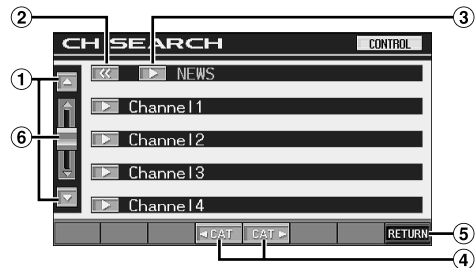 ② ③
CH SEARCH CONTROL
① NEWS
Channel1
⑥ Channel2
Channel3
Channel4
◄CAT CAT► RETURN ⑤
④